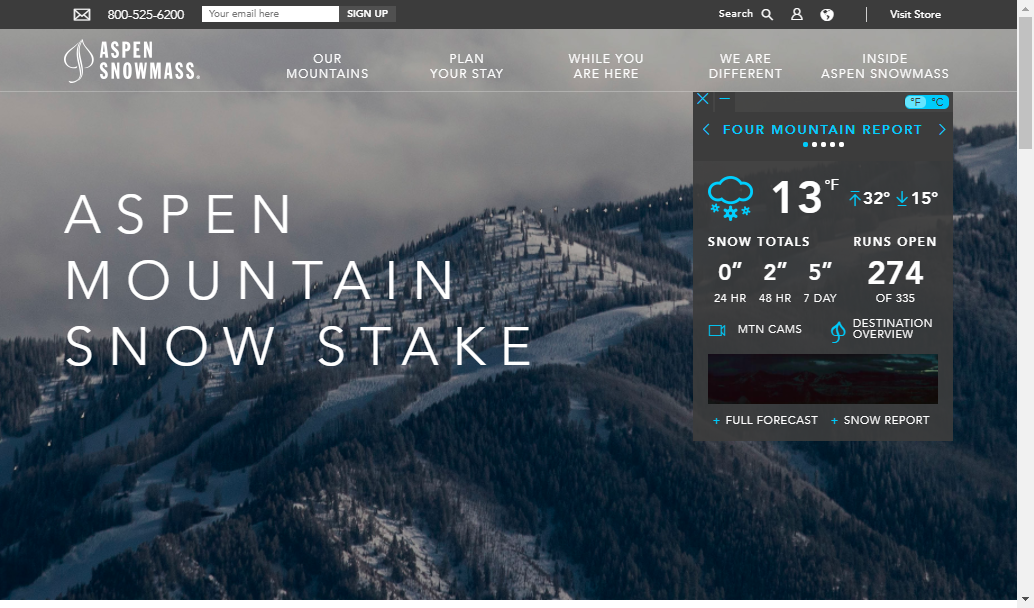 800-525-6200
Your email here
SIGN UP
Search
Visit Store
ASPEN
SNOWMASS.
OUR
MOUNTAINS
PLAN
YOUR STAY
WHILE YOU
ARE HERE
WE ARE
DIFFERENT
INSIDE
ASPEN SNOWMASS
°F °C
FOUR MOUNTAIN REPORT
13°F 32° 15°
SNOW TOTALS
0” 2” 5”
24 HR 48 HR 7 DAY
RUNS OPEN
274
OF 335
MTN CAMS
DESTINATION
OVERVIEW
+ FULL FORECAST + SNOW REPORT
ASPEN
MOUNTAIN
SNOW STAKE